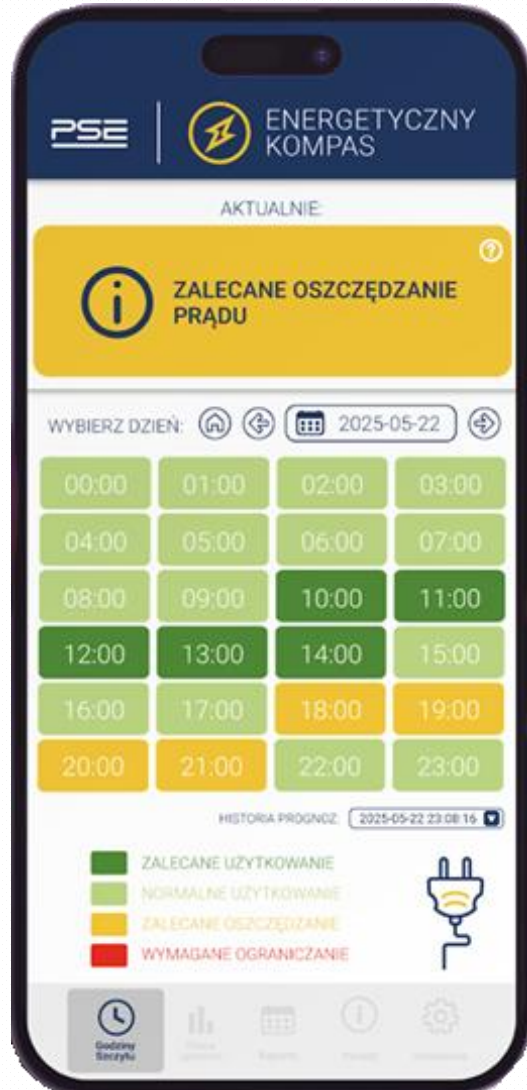 PSE
ENERGETYCZNY
KOMPAS
AKTUALNIE:
ZALECANE OSZCZĘDZANIE
PRĄDU
WYBIERZ DZIEŃ: 2025-05-22
00:00 01:00 02:00 03:00
04:00 05:00 06:00 07:00
08:00 09:00 10:00 11:00
12:00 13:00 14:00 15:00
16:00 17:00 18:00 19:00
20:00 21:00 22:00 23:00
HISTORIA PROGNOZ: 2025-05-22 23:08:16
ZALECANE UŻYTKOWANIE
NORMALNE UŻYTKOWANIE
ZALECANE OSZCZĘDZANIE
WYMAGANE OGRANICZANIE
Godziny
Szczytu